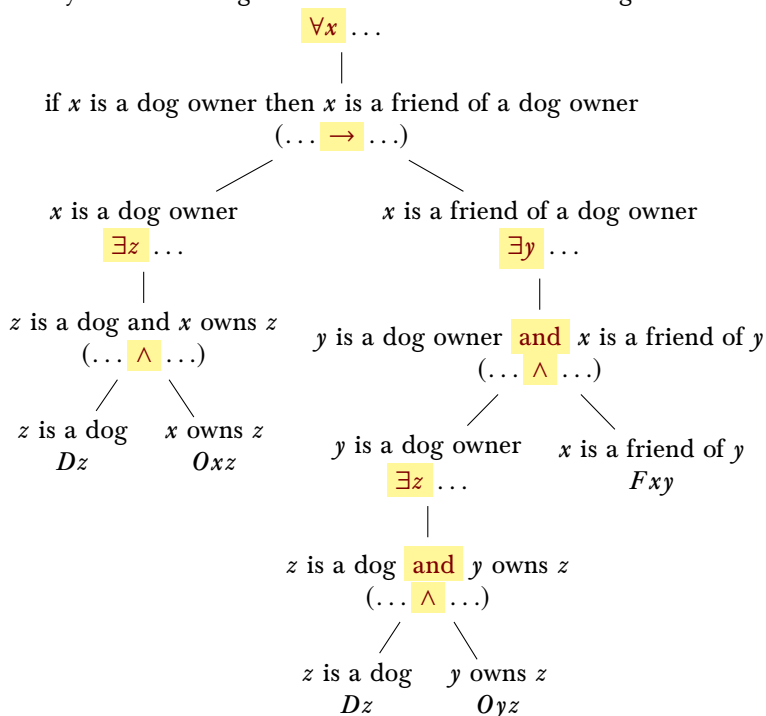 ∀x ...
if x is a dog owner then x is a friend of a dog owner
(... → ...)
x is a dog owner
x is a friend of a dog owner
∃z ...
∃y ...
z is a dog and x owns z
y is a dog owner and x is a friend of y
(... ∧ ...)
(... ∧ ...)
z is a dog
x owns z
y is a dog owner
x is a friend of y
Dz
Oxz
∃z ...
Fxy
z is a dog and y owns z
(... ∧ ...)
z is a dog
y owns z
Dz
Oyz